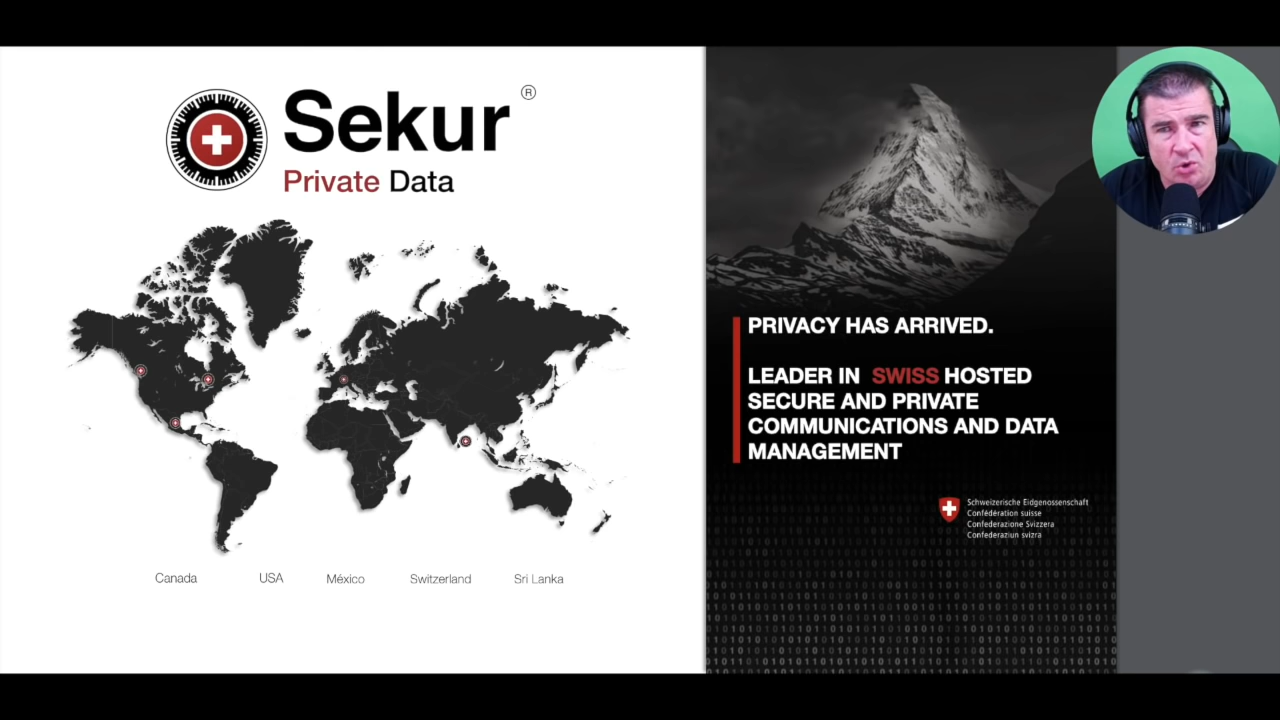 Sekur®
Private Data
Canada
USA
México
Switzerland
Sri Lanka
PRIVACY HAS ARRIVED.
LEADER IN SWISS HOSTED
SECURE AND PRIVATE
COMMUNICATIONS AND DATA
MANAGEMENT
Schweizerische Eidgenossenschaft
Confédération suisse
Confederazione Svizzera
Confederaziun svizra